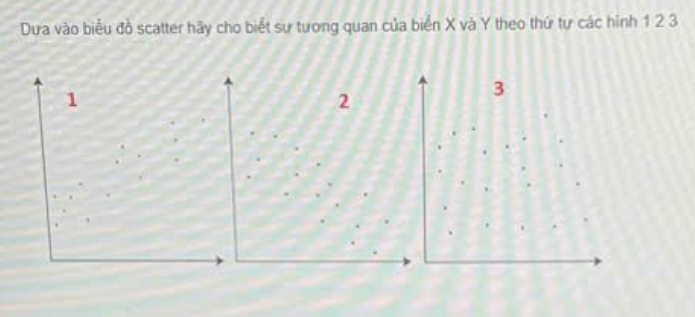 Dựa vào biểu đồ scatter hãy cho biết sự tương quan của biến X và Y theo thứ tự các hình 1 2 3
1
2
3